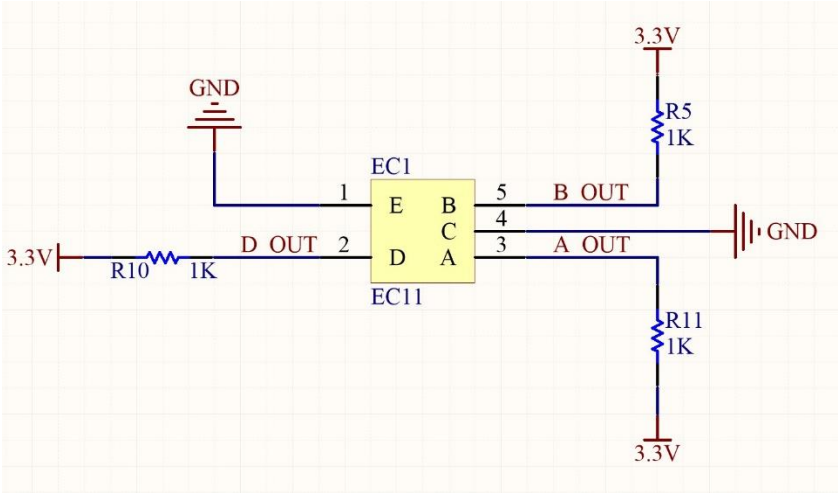 3.3V
GND
R5
1K
EC1
1
E
B
5
B OUT
C
4
GND
D OUT
2
D
A
3
A OUT
3.3V
R10
1K
EC11
R11
1K
3.3V